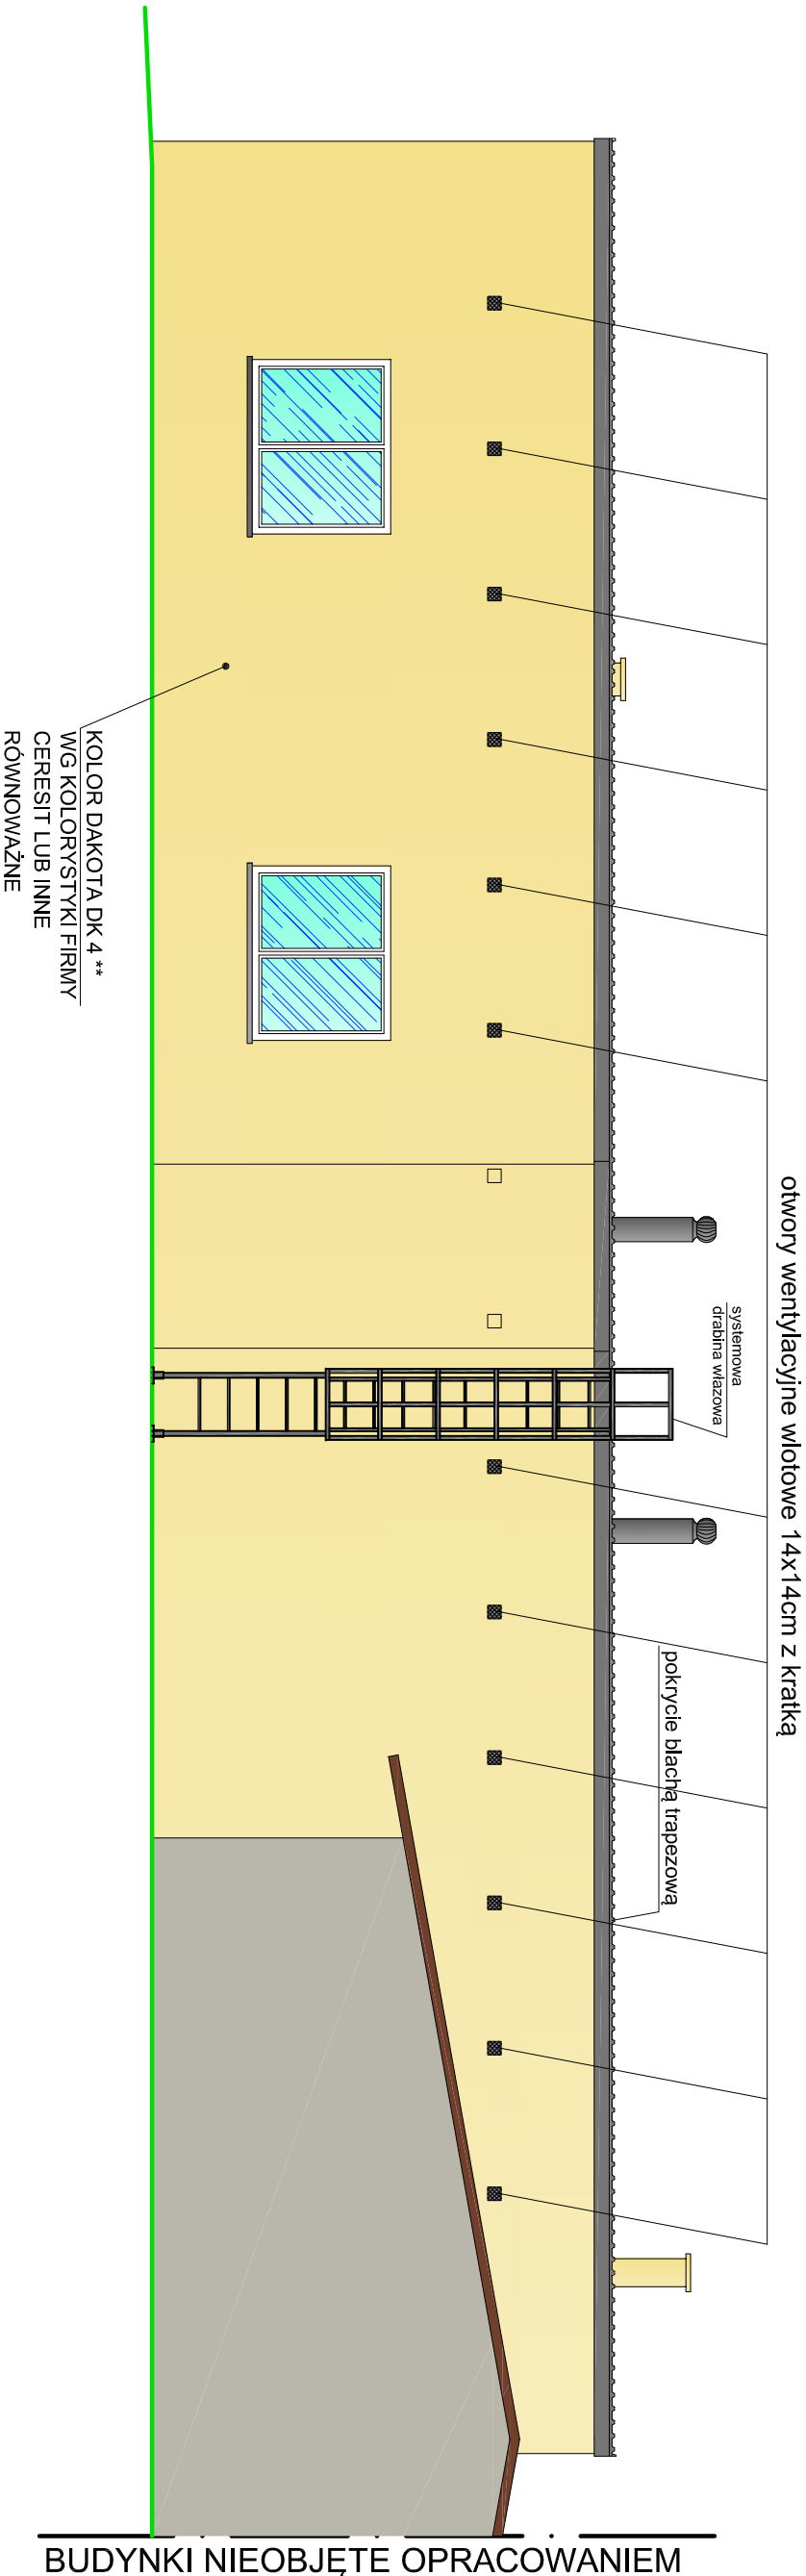 otwory wentylacyjne wlotowe 14x14cm z kratką
systemowa
drabina włazowa
pokrycie blachą trapezową
KOLOR DAKOTA DK 4 **
WG KOLORYSTYKI FIRMY
CERESIT LUB INNE
RÓWNOWAŻNE
BUDYNKI NIEOBJĘTE OPRACOWANIEM